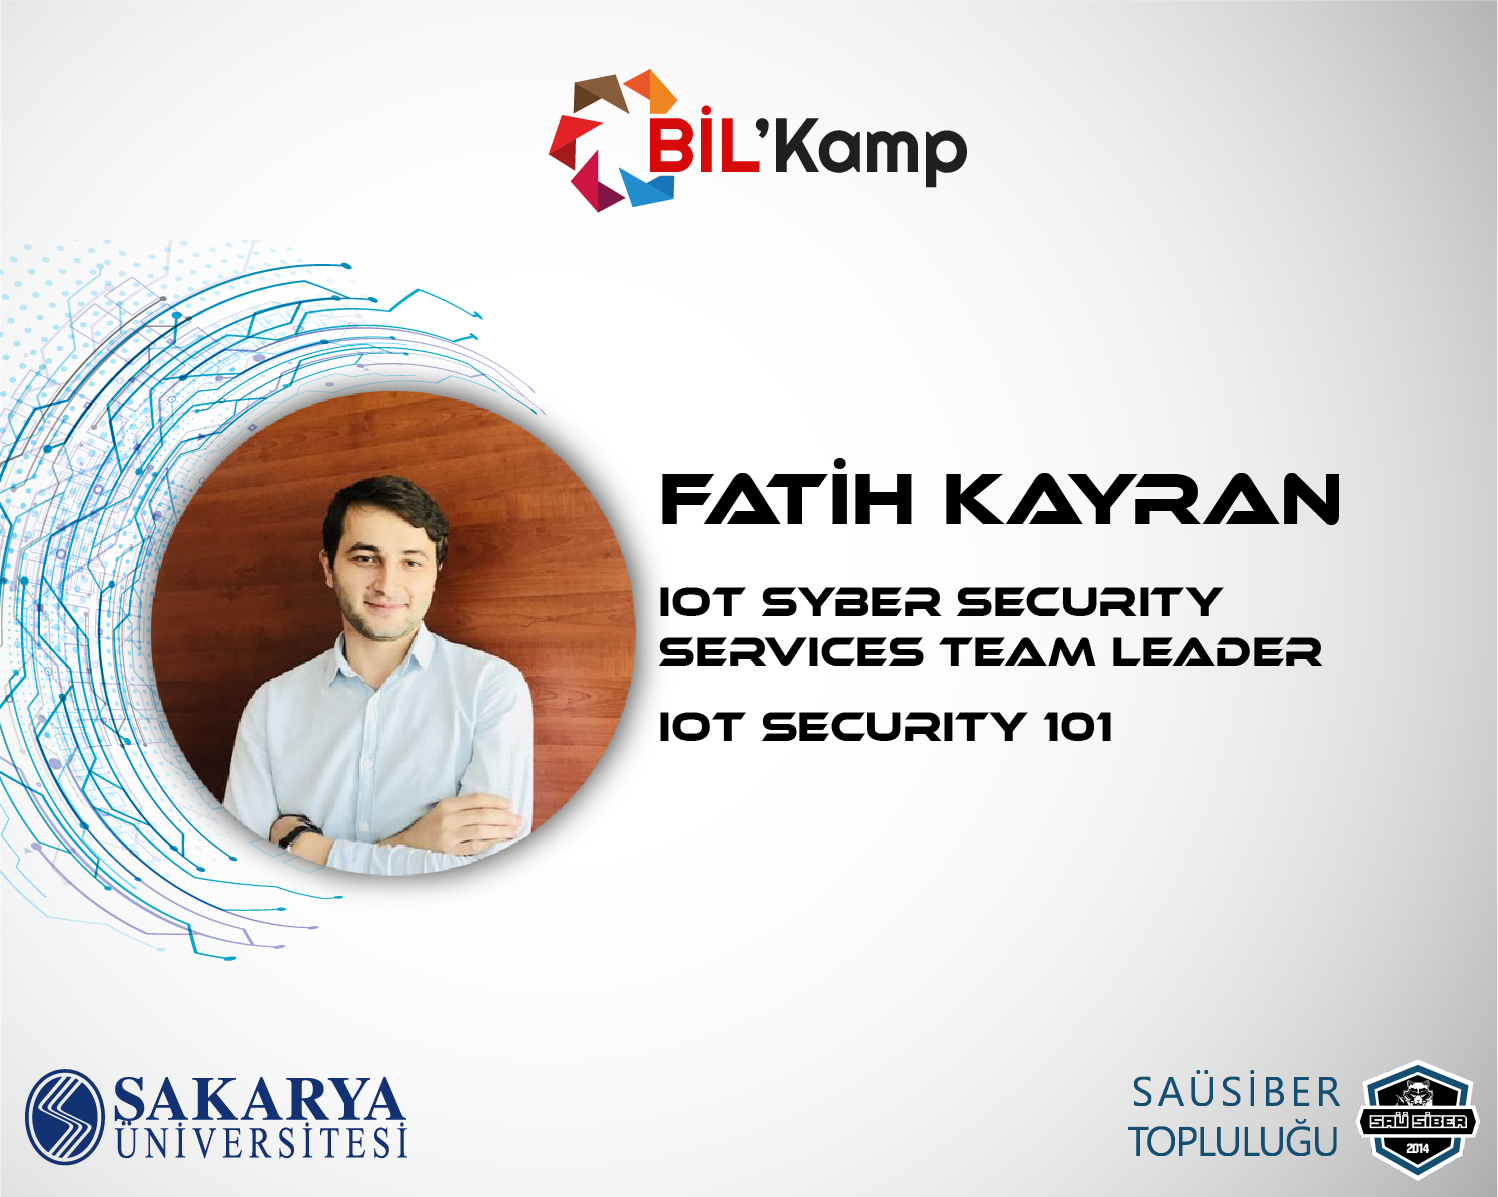 BİL'Kamp
FATİH KAYRAN
IOT SYBER SECURITY
SERVICES TEAM LEADER
IOT SECURITY 101
SAKARYA
ÜNİVERSİTESİ
SAÜSİBER
TOPLULUĞU
SAÜ SİBER
2014